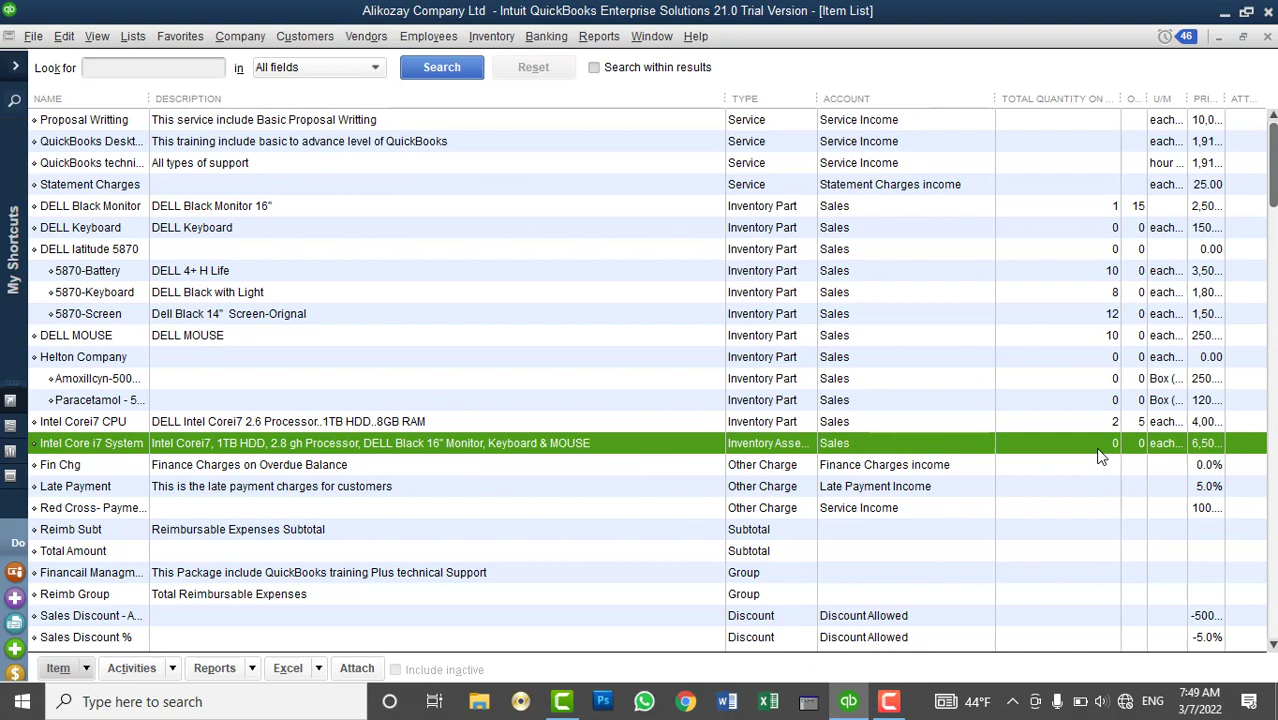 Alikozay Company Ltd - Intuit QuickBooks Enterprise Solutions 21.0 Trial Version - [Item List]
File Edit View Lists Favorites Company Customers Vendors Employees Inventory Banking Reports Window Help 46
Look for in All fields Search Reset Search within results
NAME DESCRIPTION TYPE ACCOUNT TOTAL QUANTITY ON ... O... U/M PRI... ATT...
Proposal Writting This service include Basic Proposal Writting Service Service Income each... 10,0...
QuickBooks Deskt... This training include basic to advance level of QuickBooks Service Service Income each... 1,91...
QuickBooks techni... All types of support Service Service Income hour ... 1,91...
Statement Charges Service Statement Charges income each... 25.00
DELL Black Monitor DELL Black Monitor 16" Inventory Part Sales 1 15 2,50...
DELL Keyboard DELL Keyboard Inventory Part Sales 0 0 each... 150....
DELL latitude 5870 Inventory Part Sales 0 0 0.00
5870-Battery DELL 4+ H Life Inventory Part Sales 10 0 each... 3,50...
5870-Keyboard DELL Black with Light Inventory Part Sales 8 0 each... 1,80...
5870-Screen Dell Black 14" Screen-Orignal Inventory Part Sales 12 0 each... 1,50...
DELL MOUSE DELL MOUSE Inventory Part Sales 10 0 each... 250....
Helton Company Inventory Part Sales 0 0 each... 0.00
Amoxillcyn-500... Inventory Part Sales 0 0 Box (... 250....
Paracetamol - 5... Inventory Part Sales 0 0 Box (... 120....
Intel Corei7 CPU DELL Intel Corei7 2.6 Processor..1TB HDD..8GB RAM Inventory Part Sales 2 5 each... 4,00...
Intel Core i7 System Intel Corei7, 1TB HDD, 2.8 gh Processor, DELL Black 16" Monitor, Keyboard & MOUSE Inventory Asse... Sales 0 0 each... 6,50...
Fin Chg Finance Charges on Overdue Balance Other Charge Finance Charges income 0.0%
Late Payment This is the late payment charges for customers Other Charge Late Payment Income 5.0%
Red Cross- Payme... Other Charge Service Income 100....
Reimb Subt Reimbursable Expenses Subtotal Subtotal
Total Amount Subtotal
Financail Managm... This Package include QuickBooks training Plus technical Support Group
Reimb Group Total Reimbursable Expenses Group
Sales Discount - A... Discount Discount Allowed -500...
Sales Discount % Discount Discount Allowed -5.0%
My Shortcuts
Do
Item Activities Reports Excel Attach Include inactive
Type here to search 44°F ENG 7:49 AM
3/7/2022